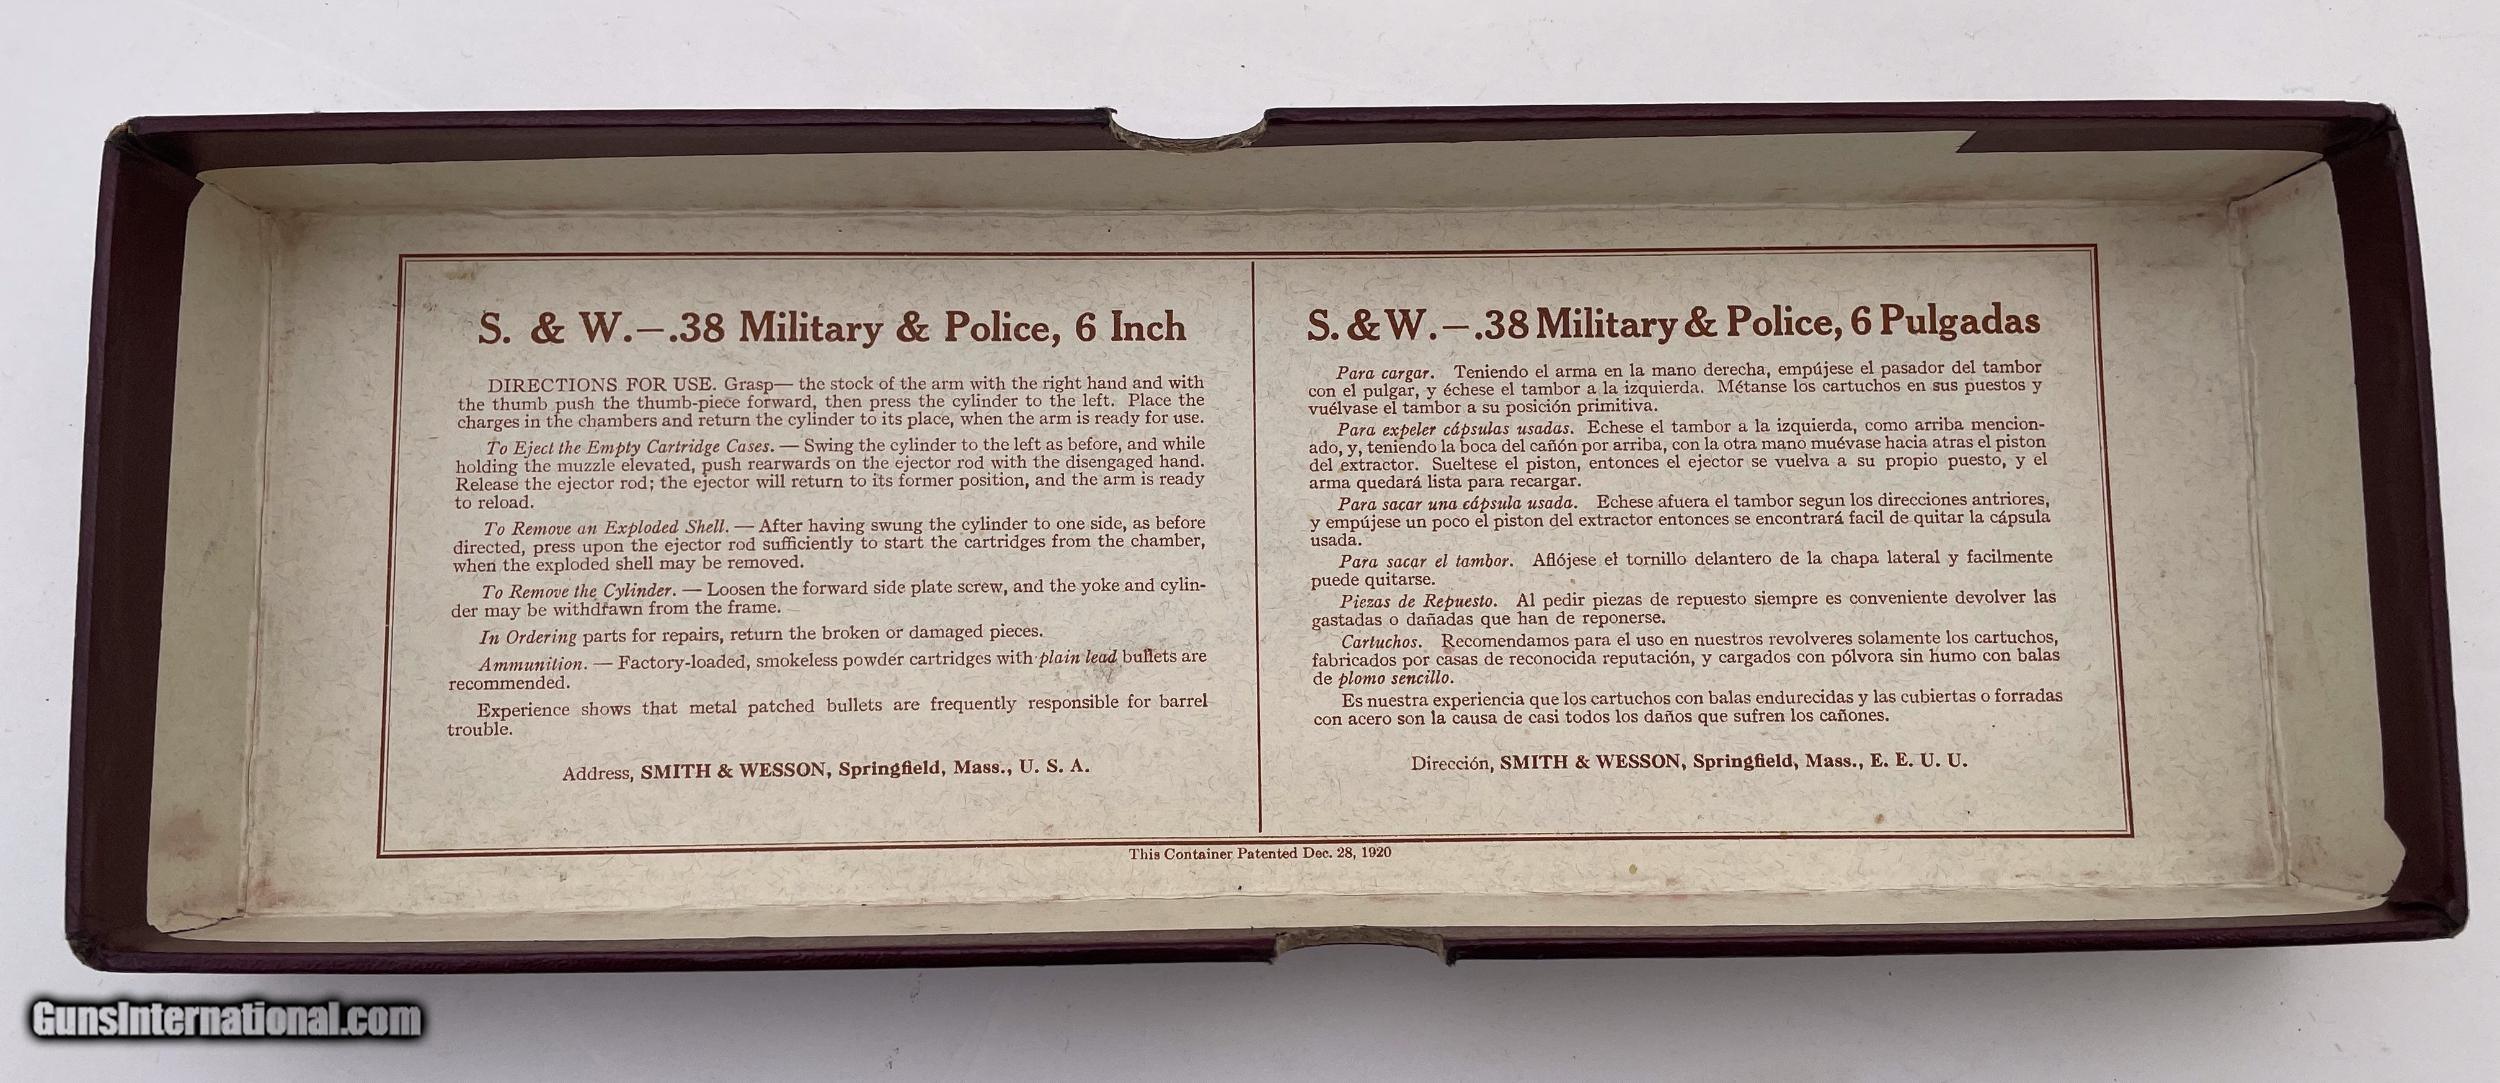 S. & W.—.38 Military & Police, 6 Inch
DIRECTIONS FOR USE. Grasp— the stock of the arm with the right hand and with
the thumb push the thumb-piece forward, then press the cylinder to the left. Place the
charges in the chambers and return the cylinder to its place, when the arm is ready for use.
To Eject the Empty Cartridge Cases. — Swing the cylinder to the left as before, and while
holding the muzzle elevated, push rearwards on the ejector rod with the disengaged hand.
Release the ejector rod; the ejector will return to its former position, and the arm is ready
to reload.
To Remove an Exploded Shell. — After having swung the cylinder to one side, as before
directed, press upon the ejector rod sufficiently to start the cartridges from the chamber,
when the exploded shell may be removed.
To Remove the Cylinder. — Loosen the forward side plate screw, and the yoke and cylin-
der may be withdrawn from the frame.
In Ordering parts for repairs, return the broken or damaged pieces.
Ammunition. — Factory-loaded, smokeless powder cartridges with plain lead bullets are
recommended.
Experience shows that metal patched bullets are frequently responsible for barrel
trouble.
Address, SMITH & WESSON, Springfield, Mass., U. S. A.
S. & W.—.38 Military & Police, 6 Pulgadas
Para cargar. Teniendo el arma en la mano derecha, empújese el pasador del tambor
con el pulgar, y échese el tambor a la izquierda. Métanse los cartuchos en sus puestos y
vuélvase el tambor a su posición primitiva.
Para expeler cápsulas usadas. Echese el tambor a la izquierda, como arriba mencion-
ado, y, teniendo la boca del cañón por arriba, con la otra mano muévase hacia atras el piston
del extractor. Sueltese el piston, entonces el ejector se vuelva a su propio puesto, y el
arma quedará lista para recargar.
Para sacar una cápsula usada. Echese afuera el tambor segun los direcciones antriores,
y empújese un poco el piston del extractor entonces se encontrará facil de quitar la cápsula
usada.
Para sacar el tambor. Aflójese el tornillo delantero de la chapa lateral y facilmente
puede quitarse.
Piezas de Repuesto. Al pedir piezas de repuesto siempre es conveniente devolver las
gastadas o dañadas que han de reponerse.
Cartuchos. Recomendamos para el uso en nuestros revolveres solamente los cartuchos,
fabricados por casas de reconocida reputación, y cargados con pólvora sin humo con balas
de plomo sencillo.
Es nuestra experiencia que los cartuchos con balas endurecidas y las cubiertas o forradas
con acero son la causa de casi todos los daños que sufren los cañones.
Dirección, SMITH & WESSON, Springfield, Mass., E. E. U. U.
This Container Patented Dec. 28, 1920
GunsInternational.com